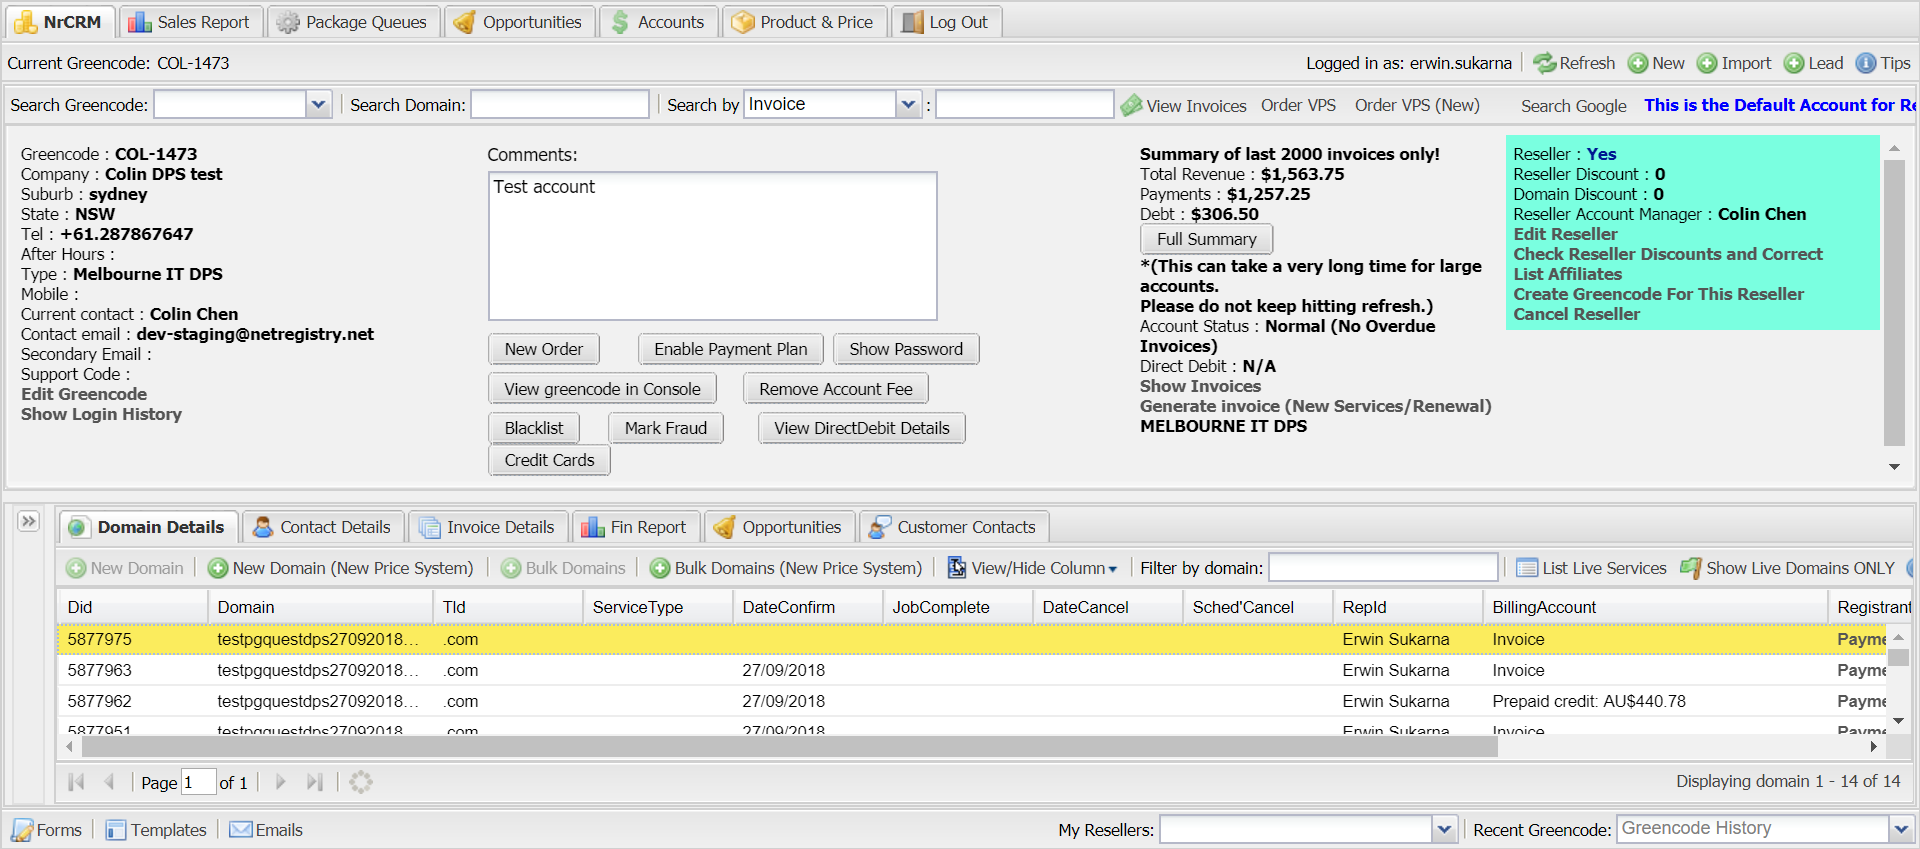 NrCRM Sales Report Package Queues Opportunities Accounts Product & Price Log Out
Current Greencode: COL-1473 Logged in as: erwin.sukarna Refresh New Import Lead Tips
Search Greencode: Search Domain: Search by Invoice : View Invoices Order VPS Order VPS (New) Search Google This is the Default Account for Re
Greencode : COL-1473
Company : Colin DPS test
Suburb : sydney
State : NSW
Tel : +61.287867647
After Hours :
Type : Melbourne IT DPS
Mobile :
Current contact : Colin Chen
Contact email : dev-staging@netregistry.net
Secondary Email :
Support Code :
Edit Greencode
Show Login History
Comments:
Test account
New Order Enable Payment Plan Show Password
View greencode in Console Remove Account Fee
Blacklist Mark Fraud View DirectDebit Details
Credit Cards
Summary of last 2000 invoices only!
Total Revenue : $1,563.75
Payments : $1,257.25
Debt : $306.50
Full Summary
*(This can take a very long time for large
accounts.
Please do not keep hitting refresh.)
Account Status : Normal (No Overdue
Invoices)
Direct Debit : N/A
Show Invoices
Generate invoice (New Services/Renewal)
MELBOURNE IT DPS
Reseller : Yes
Reseller Discount : 0
Domain Discount : 0
Reseller Account Manager : Colin Chen
Edit Reseller
Check Reseller Discounts and Correct
List Affiliates
Create Greencode For This Reseller
Cancel Reseller
Domain Details Contact Details Invoice Details Fin Report Opportunities Customer Contacts
New Domain New Domain (New Price System) Bulk Domains Bulk Domains (New Price System) View/Hide Column Filter by domain: List Live Services Show Live Domains ONLY
Did Domain Tld ServiceType DateConfirm JobComplete DateCancel Sched'Cancel RepId BillingAccount Registrant
5877975 testpgquestdps27092018... .com Erwin Sukarna Invoice Payme
5877963 testpgquestdps27092018... .com 27/09/2018 Erwin Sukarna Invoice Payme
5877962 testpgquestdps27092018... .com 27/09/2018 Erwin Sukarna Prepaid credit: AU$440.78 Payme
5877951 testpgquestdps27092018... .com 27/09/2018 Erwin Sukarna Invoice Payme
Page 1 of 1 Displaying domain 1 - 14 of 14
Forms Templates Emails My Resellers: Recent Greencode: Greencode History